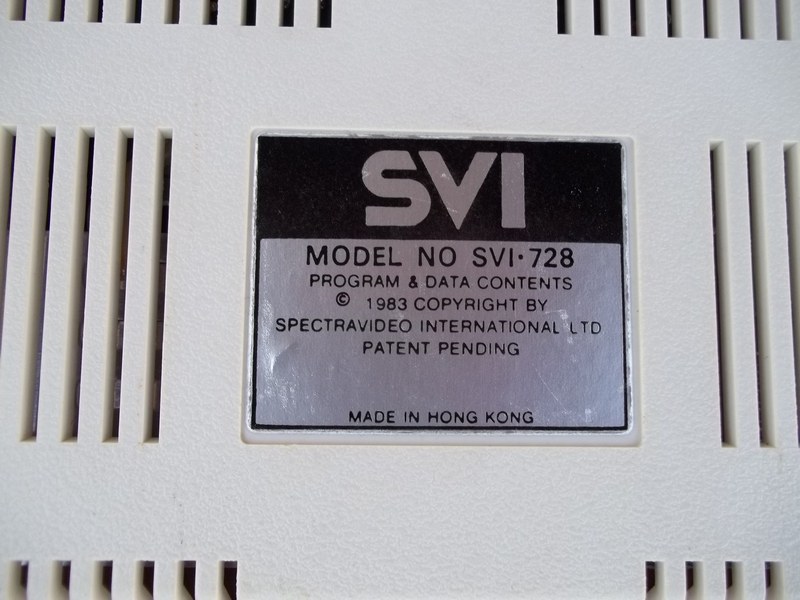 SVI
MODEL NO SVI·728
PROGRAM & DATA CONTENTS
© 1983 COPYRIGHT BY
SPECTRAVIDEO INTERNATIONAL LTD
PATENT PENDING
MADE IN HONG KONG